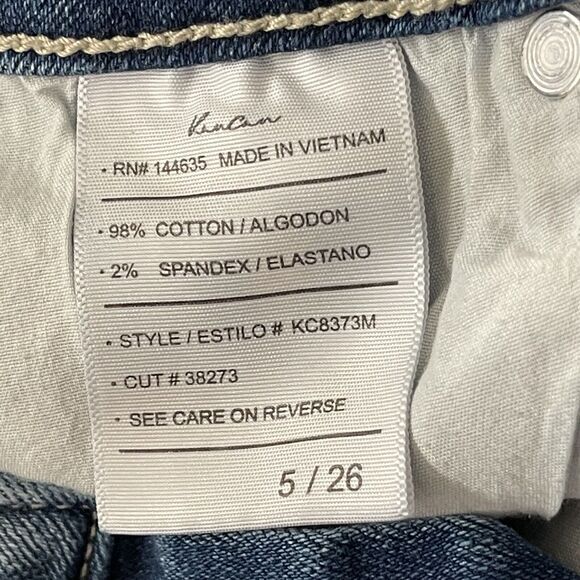 KanCan
• RN# 144635 MADE IN VIETNAM
• 98% COTTON / ALGODON
• 2% SPANDEX / ELASTANO
• STYLE / ESTILO # KC8373M
• CUT # 38273
• SEE CARE ON REVERSE
5 / 26